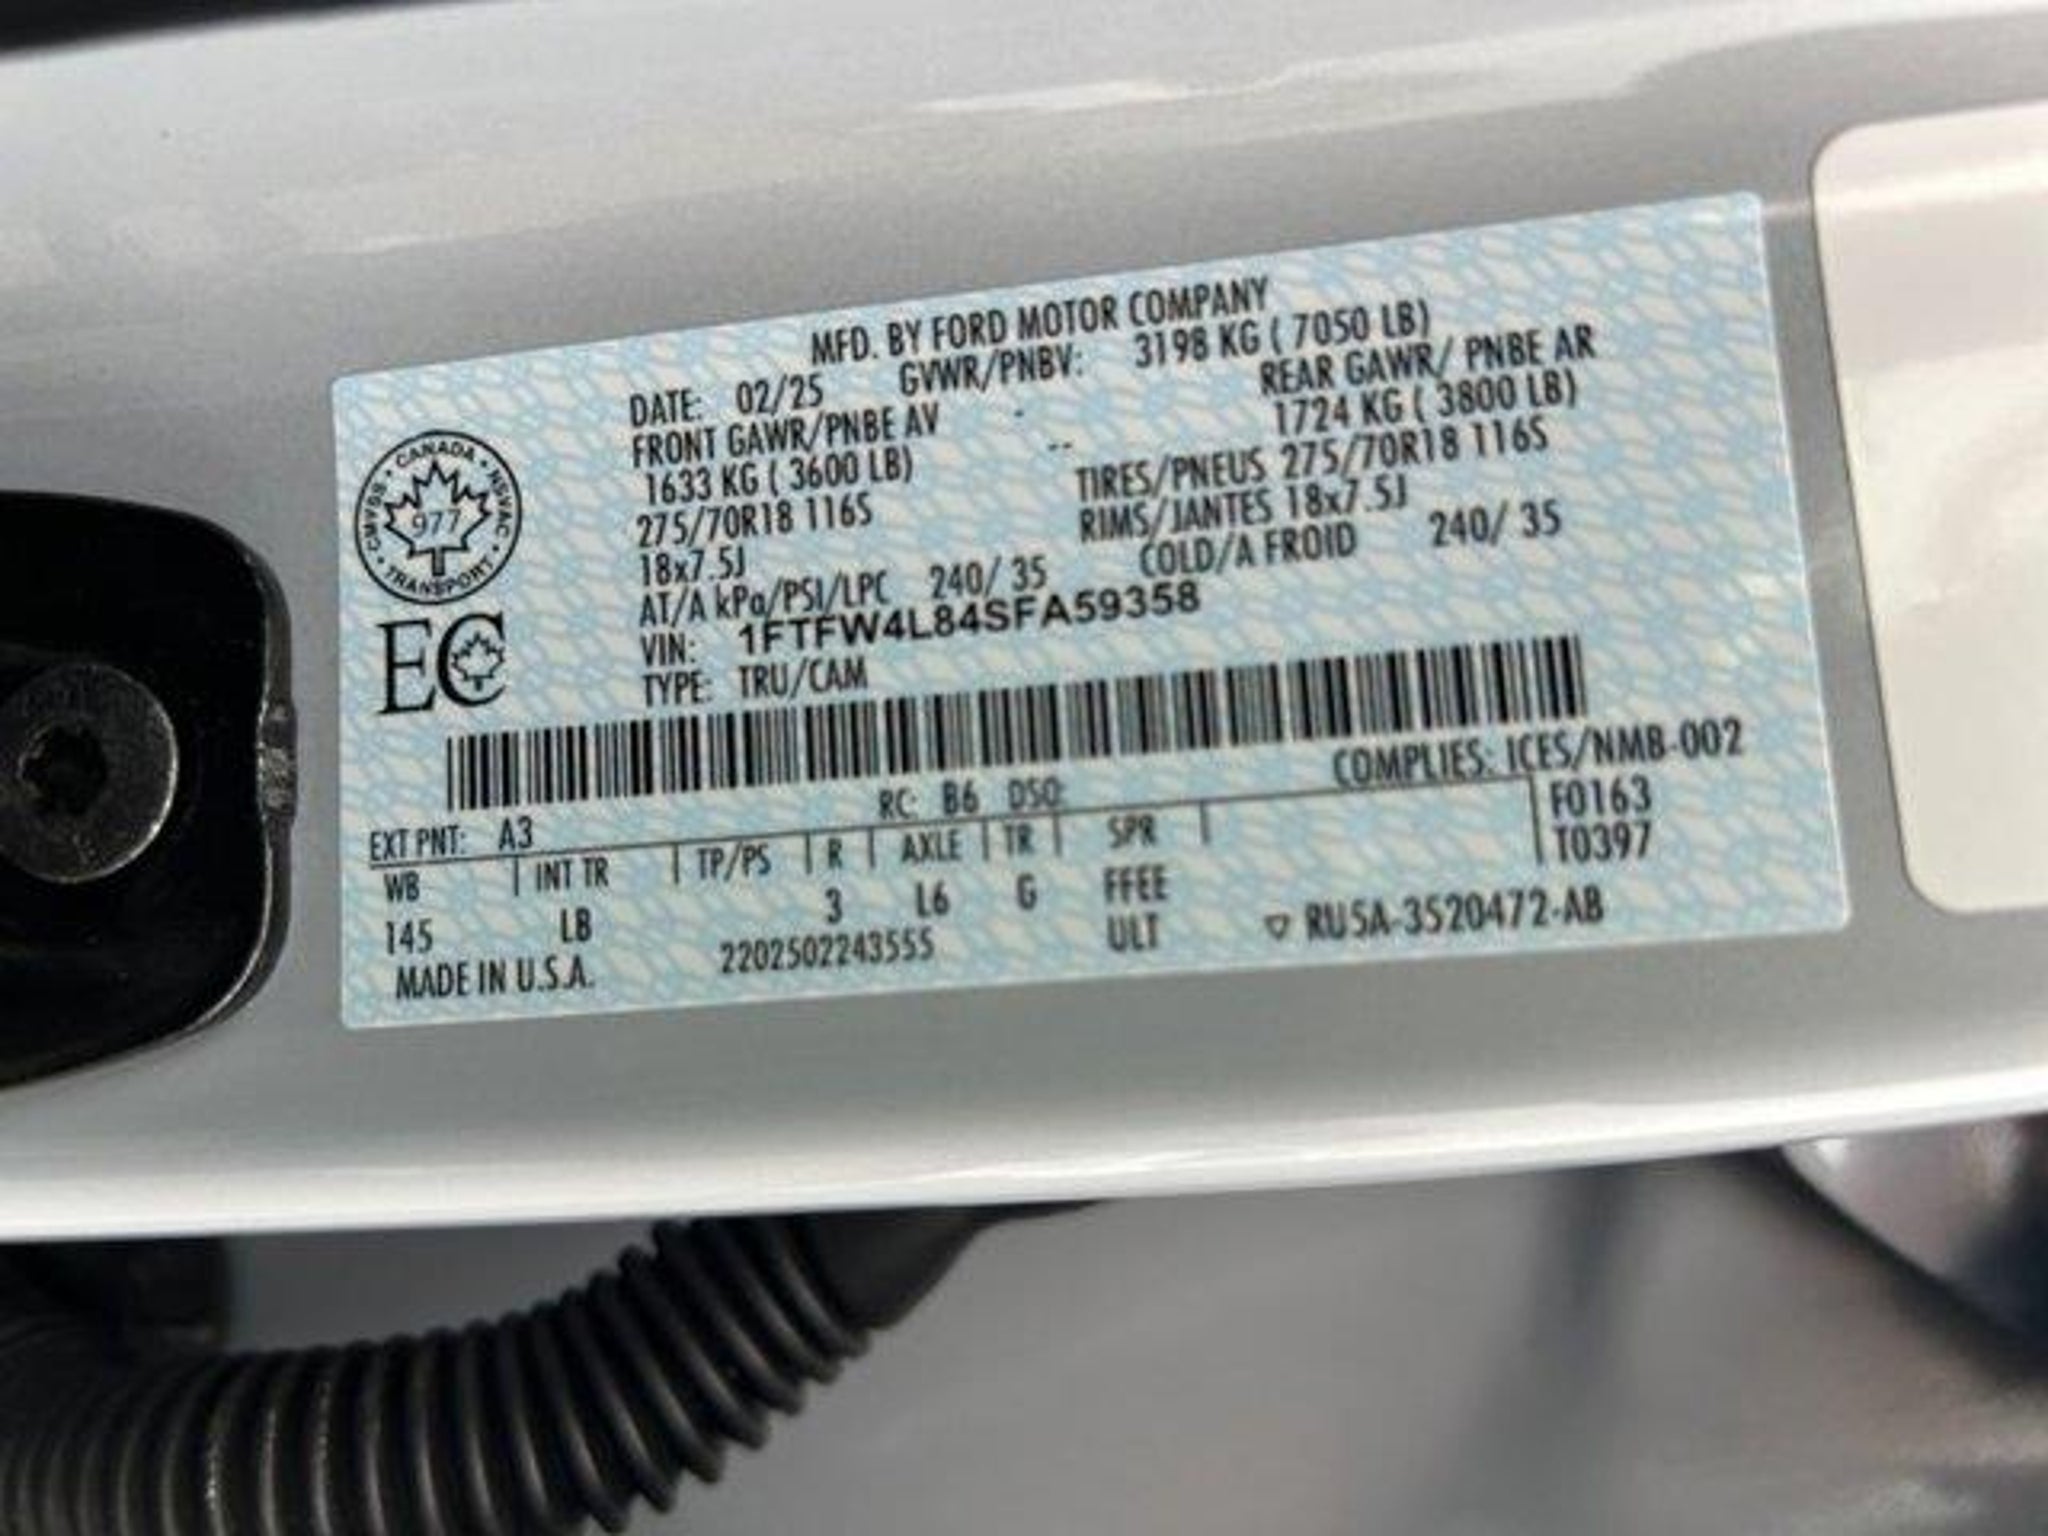 MFD. BY FORD MOTOR COMPANY
DATE: 02/25 GVWR/PNBV: 3198 KG ( 7050 LB)
FRONT GAWR/PNBE AV REAR GAWR/ PNBE AR
1633 KG ( 3600 LB) -- 1724 KG ( 3800 LB)
275/70R18 116S TIRES/PNEUS 275/70R18 116S
18x7.5J RIMS/JANTES 18x7.5J
AT/A kPa/PSI/LPC 240/ 35 COLD/A FROID 240/ 35
VIN: 1FTFW4L84SFA59358
TYPE: TRU/CAM
CANADA • NSVAC • TRANSPORT • CMVSS •
977
EC
COMPLIES: ICES/NMB-002
EXT PNT: A3 RC: B6 DSO: F0163
WB INT TR TP/PS R AXLE TR SPR T0397
145 LB 3 L6 G FFEE
MADE IN U.S.A. 2202502243555 ULT ▽ RU5A-3520472-AB